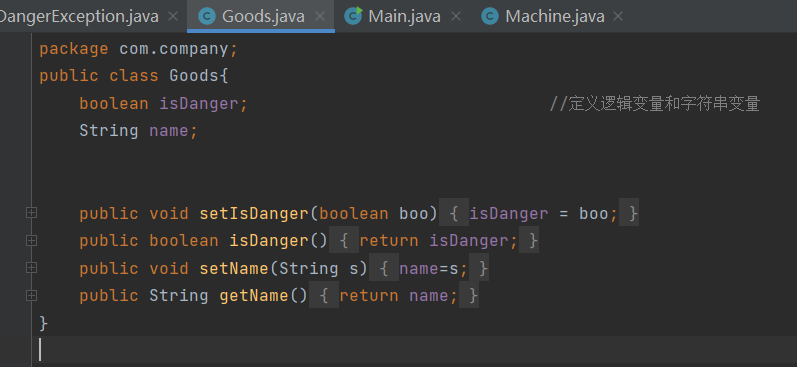 DangerException.java × Goods.java × Main.java × Machine.java ×
package com.company;
public class Goods{
    boolean isDanger;                              //定义逻辑变量和字符串变量
    String name;
    public void setIsDanger(boolean boo) { isDanger = boo; }
    public boolean isDanger() { return isDanger; }
    public void setName(String s) { name=s; }
    public String getName() { return name; }
}